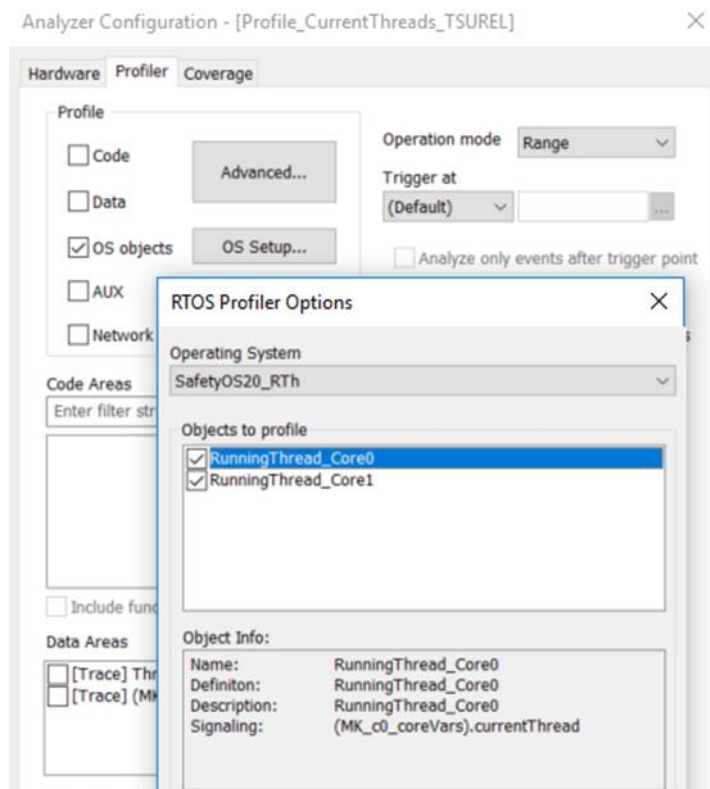 Analyzer Configuration - [Profile_CurrentThreads_TSUREL]
Hardware Profiler Coverage
Profile
Code
Data
OS objects
AUX
Network
Advanced...
OS Setup...
Operation mode Range
Trigger at
(Default) ...
Analyze only events after trigger point
Code Areas
Enter filter str
Include func
Data Areas
[Trace] Thr
[Trace] (MK
RTOS Profiler Options
Operating System
SafetyOS20_RTh
Objects to profile
RunningThread_Core0
RunningThread_Core1
Object Info:
Name: RunningThread_Core0
Definiton: RunningThread_Core0
Description: RunningThread_Core0
Signaling: (MK_c0_coreVars).currentThread